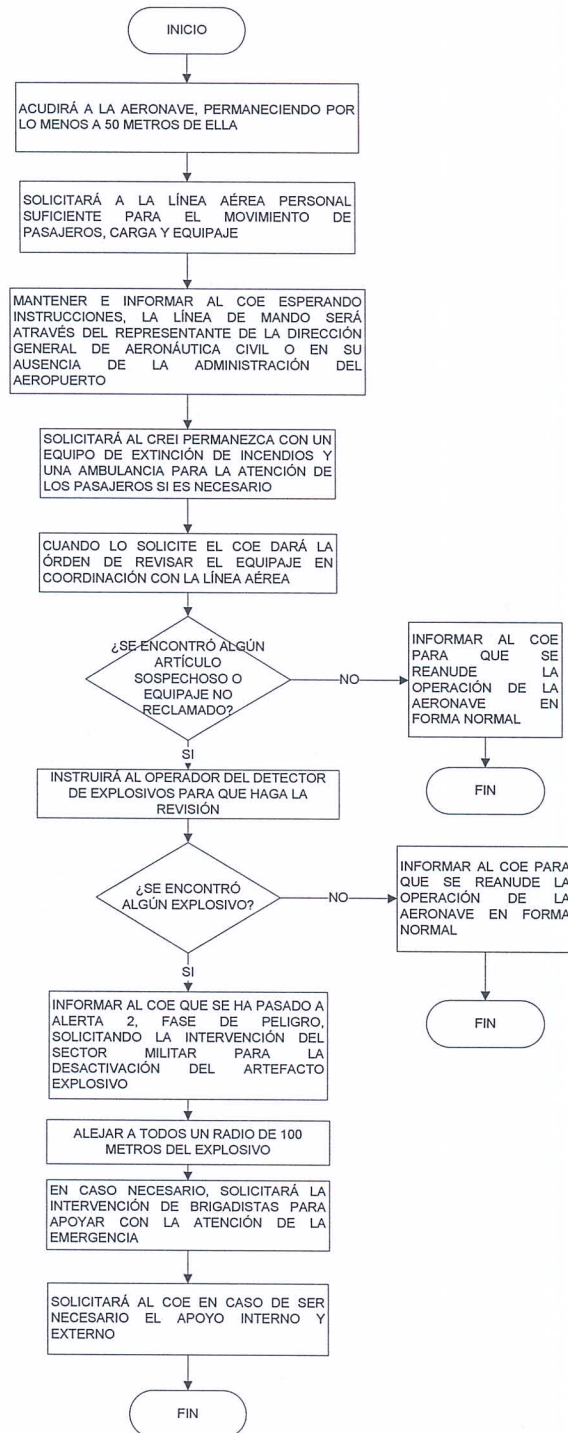 INICIO
ACUDIRÁ A LA AERONAVE, PERMANECIENDO POR
LO MENOS A 50 METROS DE ELLA
SOLICITARÁ A LA LÍNEA AÉREA PERSONAL
SUFICIENTE PARA EL MOVIMIENTO DE
PASAJEROS, CARGA Y EQUIPAJE
MANTENER E INFORMAR AL COE ESPERANDO
INSTRUCCIONES, LA LÍNEA DE MANDO SERÁ
ATRAVÉS DEL REPRESENTANTE DE LA DIRECCIÓN
GENERAL DE AERONÁUTICA CIVIL O EN SU
AUSENCIA DE LA ADMINISTRACIÓN DEL
AEROPUERTO
SOLICITARÁ AL CREI PERMANEZCA CON UN
EQUIPO DE EXTINCIÓN DE INCENDIOS Y
UNA AMBULANCIA PARA LA ATENCIÓN DE
LOS PASAJEROS SI ES NECESARIO
CUANDO LO SOLICITE EL COE DARÁ LA
ÓRDEN DE REVISAR EL EQUIPAJE EN
COORDINACIÓN CON LA LÍNEA AÉREA
¿SE ENCONTRÓ ALGÚN
ARTÍCULO
SOSPECHOSO O
EQUIPAJE NO
RECLAMADO?
NO
INFORMAR AL COE
PARA QUE SE
REANUDE LA
OPERACIÓN DE LA
AERONAVE EN
FORMA NORMAL
FIN
SI
INSTRUIRÁ AL OPERADOR DEL DETECTOR
DE EXPLOSIVOS PARA QUE HAGA LA
REVISIÓN
¿SE ENCONTRÓ
ALGÚN EXPLOSIVO?
NO
INFORMAR AL COE PARA
QUE SE REANUDE LA
OPERACIÓN DE LA
AERONAVE EN FORMA
NORMAL
FIN
SI
INFORMAR AL COE QUE SE HA PASADO A
ALERTA 2, FASE DE PELIGRO,
SOLICITANDO LA INTERVENCIÓN DEL
SECTOR MILITAR PARA LA
DESACTIVACIÓN DEL ARTEFACTO
EXPLOSIVO
ALEJAR A TODOS UN RADIO DE 100
METROS DEL EXPLOSIVO
EN CASO NECESARIO, SOLICITARÁ LA
INTERVENCIÓN DE BRIGADISTAS PARA
APOYAR CON LA ATENCIÓN DE LA
EMERGENCIA
SOLICITARÁ AL COE EN CASO DE SER
NECESARIO EL APOYO INTERNO Y
EXTERNO
FIN